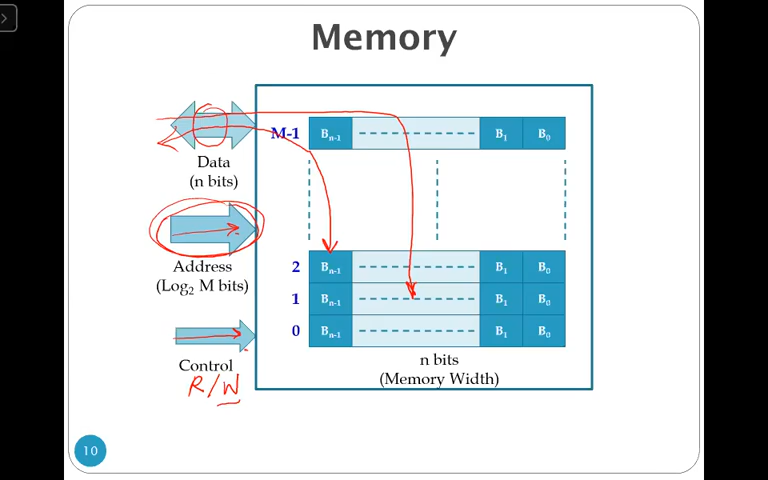 Memory
M-1 Bn-1 B1 B0
Data
(n bits)
2 Bn-1 B1 B0
Address
(Log2 M bits)
1 Bn-1 B1 B0
0 Bn-1 B1 B0
Control
R/W
n bits
(Memory Width)
10